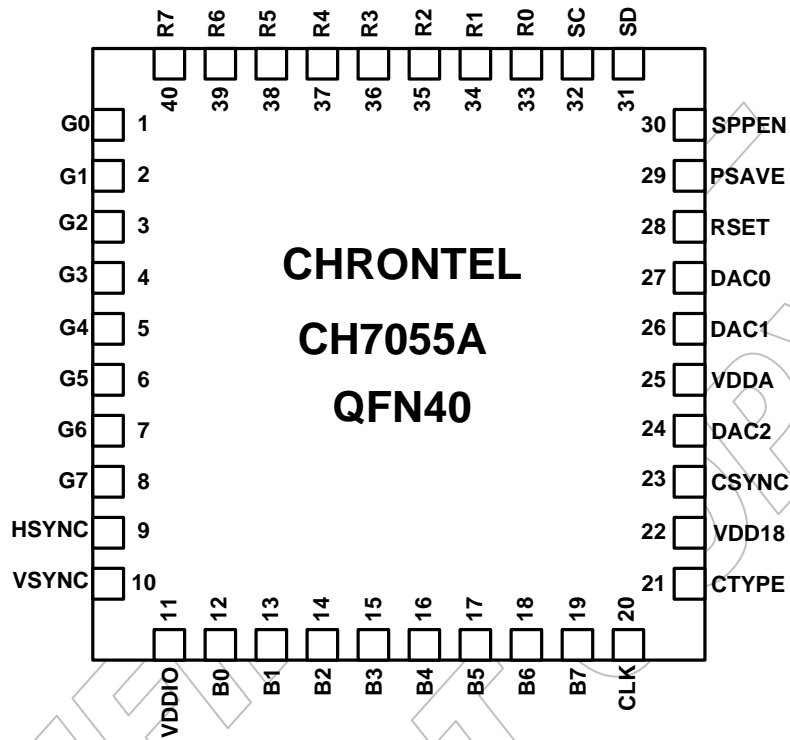 R7 R6 R5 R4 R3 R2 R1 R0 SC SD
40 39 38 37 36 35 34 33 32 31
G0 1 30 SPPEN
G1 2 29 PSAVE
G2 3 28 RSET
G3 4 27 DAC0
CHRONTEL
G4 5 26 DAC1
CH7055A
G5 6 25 VDDA
QFN40
G6 7 24 DAC2
G7 8 23 CSYNC
HSYNC 9 22 VDD18
VSYNC 10 21 CTYPE
11 12 13 14 15 16 17 18 19 20
VDDIO B0 B1 B2 B3 B4 B5 B6 B7 CLK